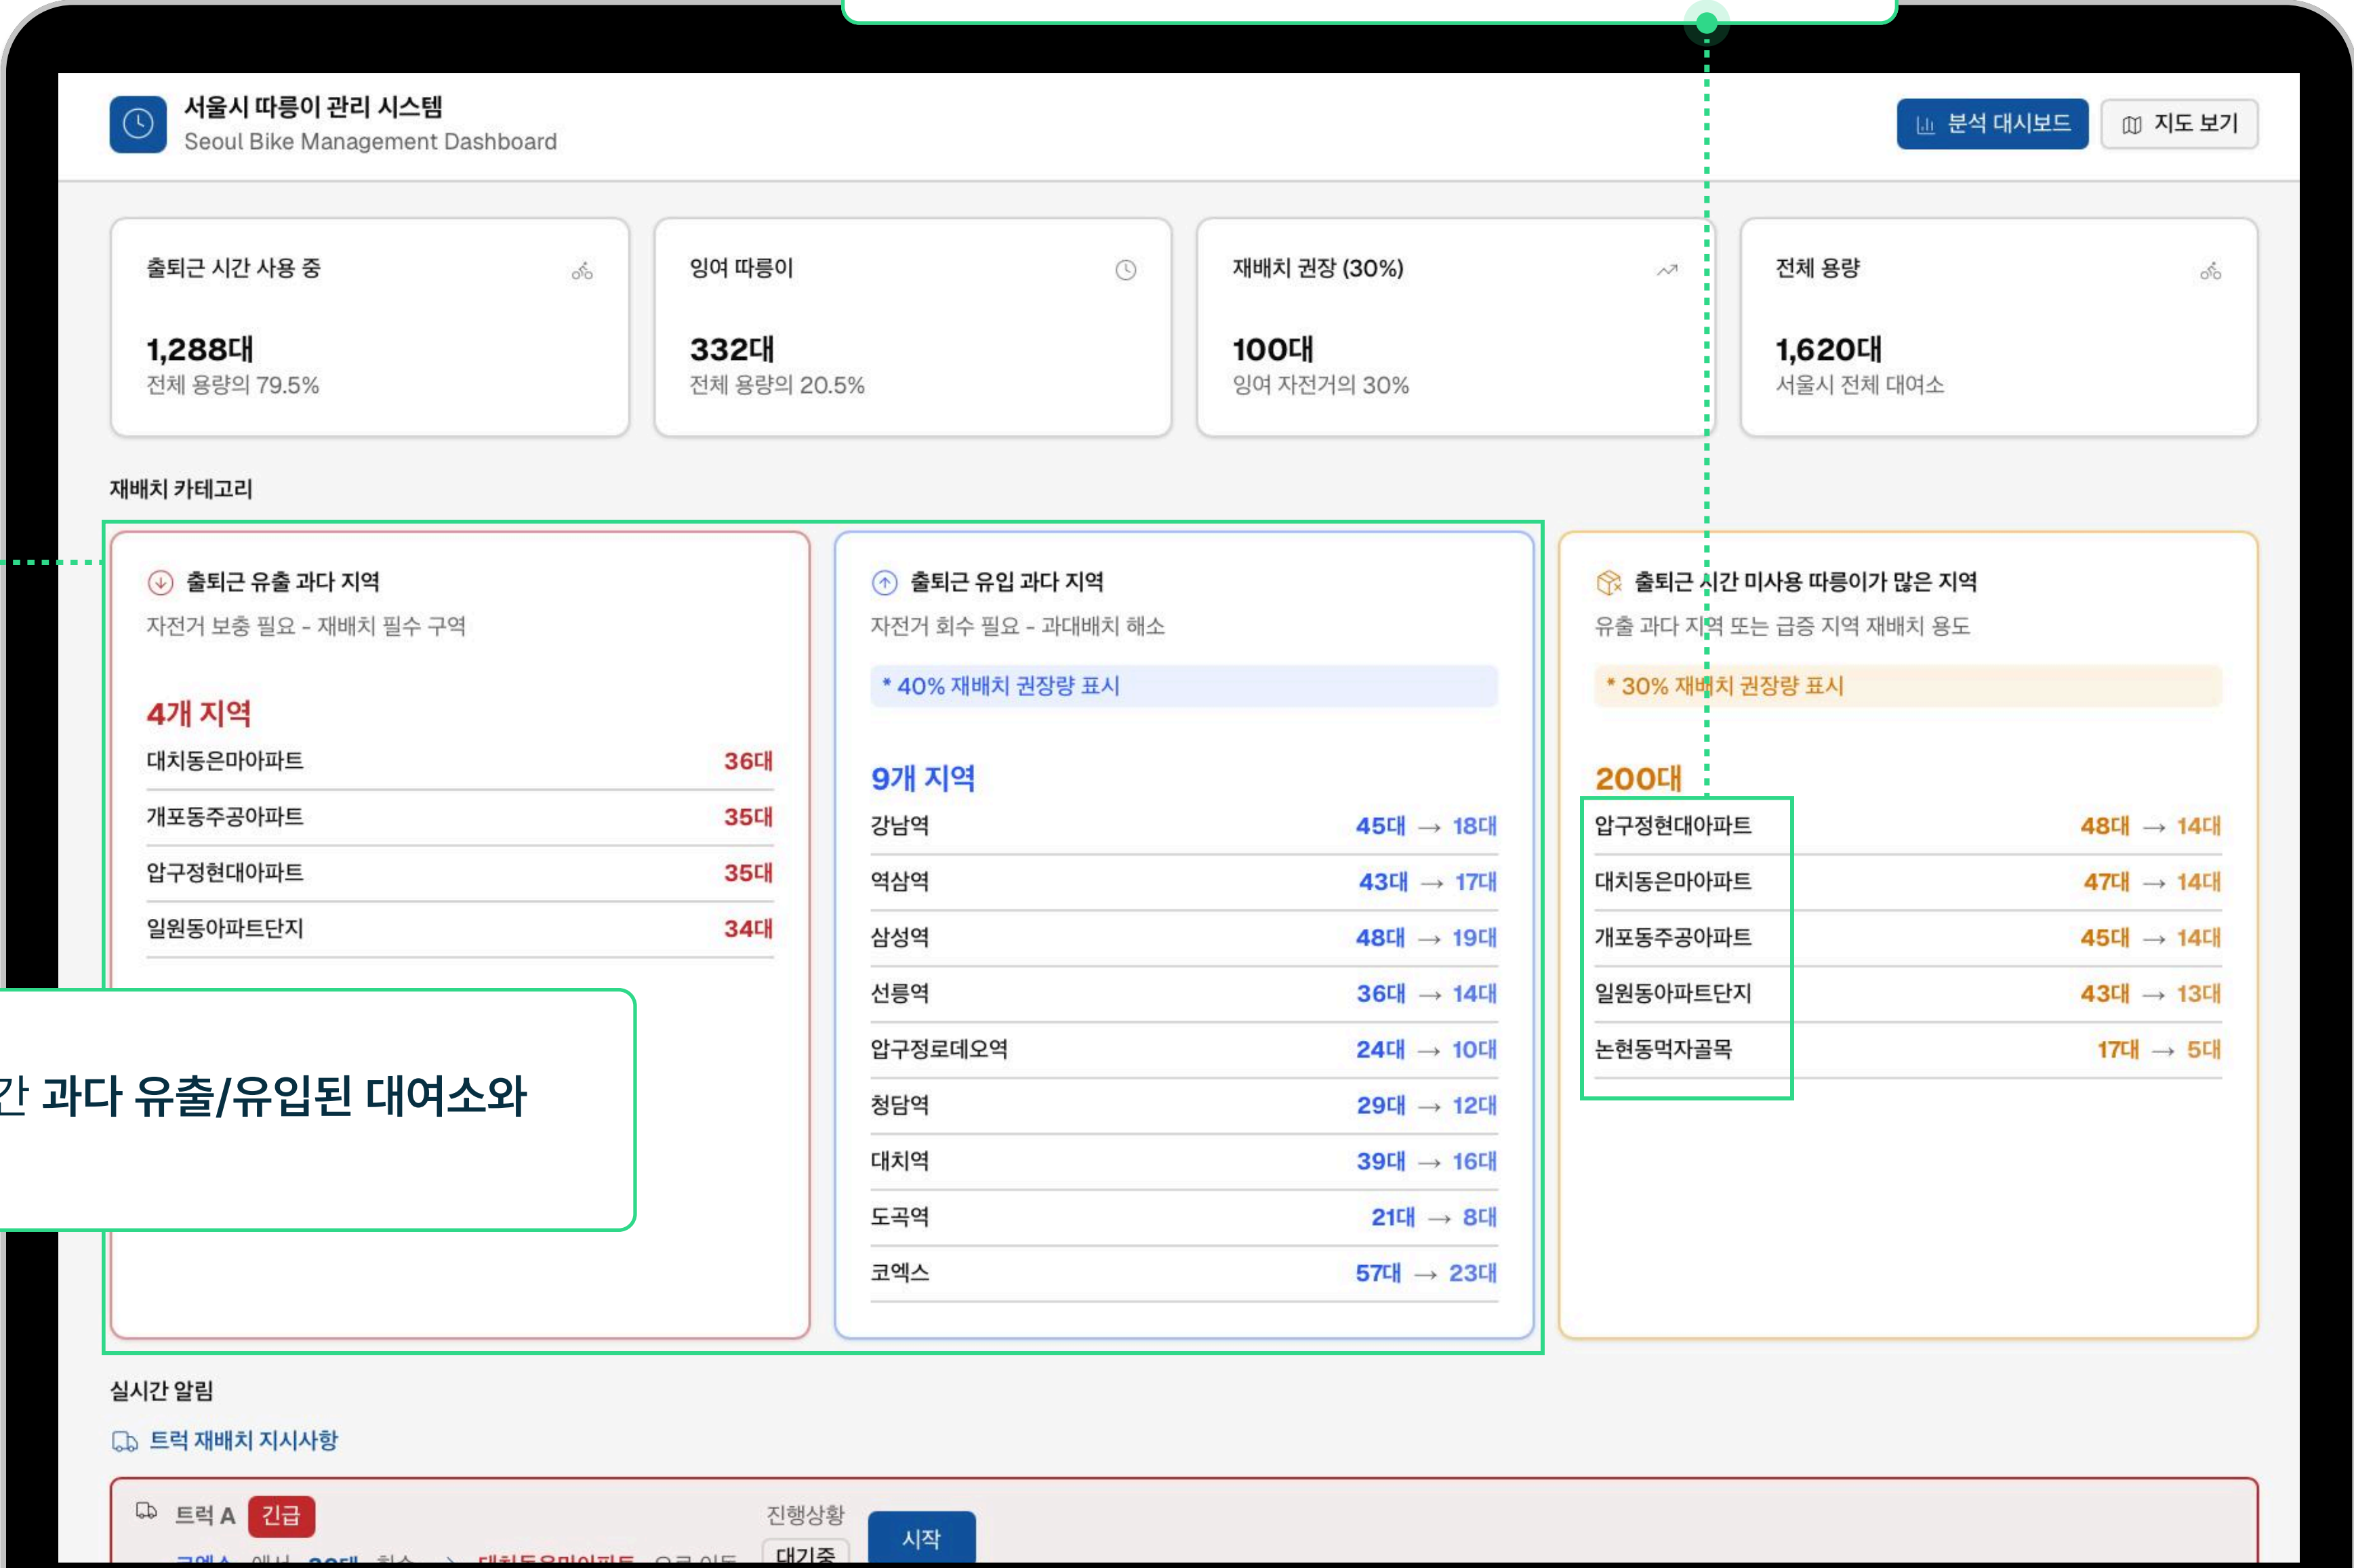 서울시 따릉이 관리 시스템
Seoul Bike Management Dashboard
분석 대시보드
지도 보기
출퇴근 시간 사용 중
1,288대
전체 용량의 79.5%
잉여 따릉이
332대
전체 용량의 20.5%
재배치 권장 (30%)
100대
잉여 자전거의 30%
전체 용량
1,620대
서울시 전체 대여소
재배치 카테고리
출퇴근 유출 과다 지역
자전거 보충 필요 - 재배치 필수 구역
4개 지역
대치동은마아파트 36대
개포동주공아파트 35대
압구정현대아파트 35대
일원동아파트단지 34대
간 과다 유출/유입된 대여소와
출퇴근 유입 과다 지역
자전거 회수 필요 - 과대배치 해소
* 40% 재배치 권장량 표시
9개 지역
강남역 45대 → 18대
역삼역 43대 → 17대
삼성역 48대 → 19대
선릉역 36대 → 14대
압구정로데오역 24대 → 10대
청담역 29대 → 12대
대치역 39대 → 16대
도곡역 21대 → 8대
코엑스 57대 → 23대
출퇴근 시간 미사용 따릉이가 많은 지역
유출 과다 지역 또는 급증 지역 재배치 용도
* 30% 재배치 권장량 표시
200대
압구정현대아파트 48대 → 14대
대치동은마아파트 47대 → 14대
개포동주공아파트 45대 → 14대
일원동아파트단지 43대 → 13대
논현동먹자골목 17대 → 5대
실시간 알림
트럭 재배치 지시사항
트럭 A 긴급
진행상황
대기중
시작